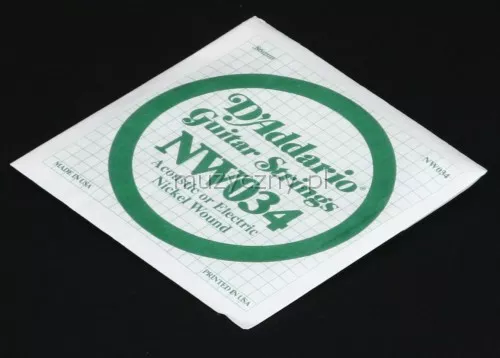 D'Addario®
Guitar Strings
NW034
Acoustic or Electric
Nickel Wound
NW034
MADE IN USA
PRINTED IN USA
muzyczny.pl